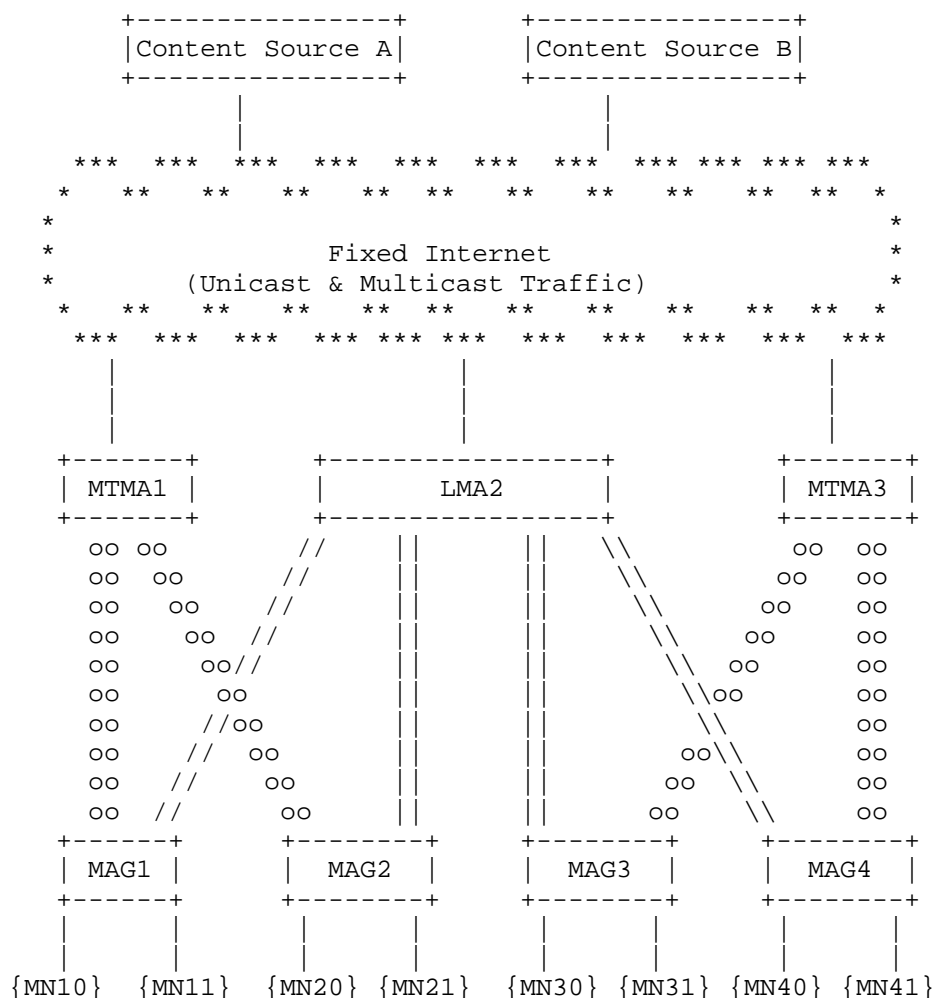 Content Source A Content Source B
Fixed Internet
(Unicast & Multicast Traffic)
MTMA1 LMA2 MTMA3
MAG1 MAG2 MAG3 MAG4
{MN10} {MN11} {MN20} {MN21} {MN30} {MN31} {MN40} {MN41}